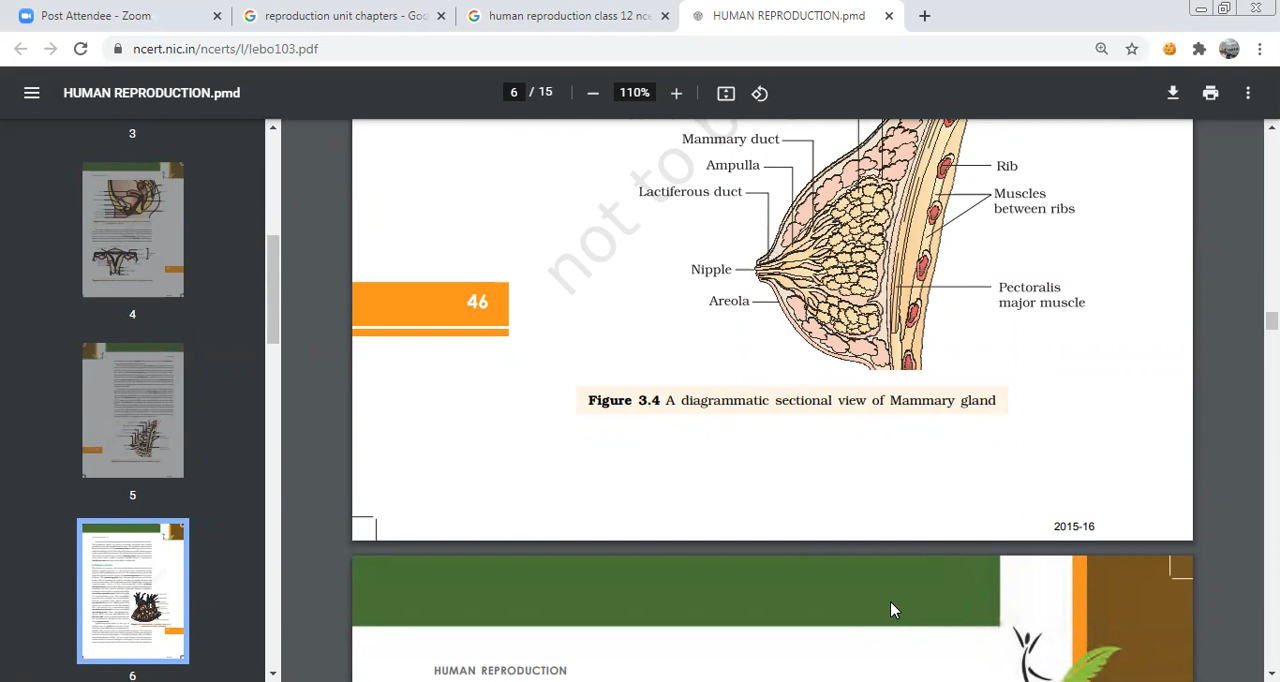 Post Attendee - Zoom
reproduction unit chapters - Goo
human reproduction class 12 nce
HUMAN REPRODUCTION.pmd
ncert.nic.in/ncerts/l/lebo103.pdf
HUMAN REPRODUCTION.pmd
6 / 15
110%
3
4
5
6
Mammary duct
Ampulla
Lactiferous duct
Nipple
Areola
Rib
Muscles
between ribs
Pectoralis
major muscle
not to b
46
Figure 3.4 A diagrammatic sectional view of Mammary gland
2015-16
HUMAN REPRODUCTION